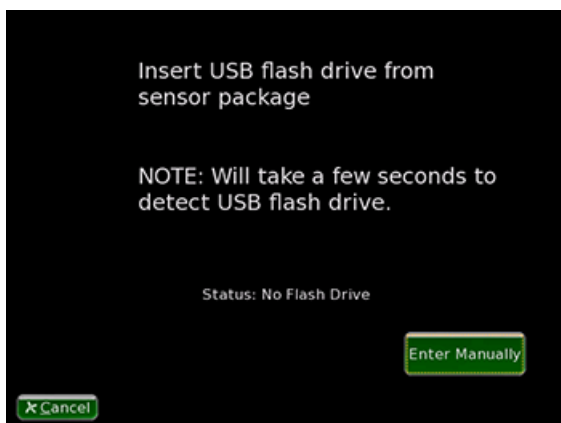 Insert USB flash drive from
sensor package
NOTE: Will take a few seconds to
detect USB flash drive.
Status: No Flash Drive
Enter Manually
Cancel